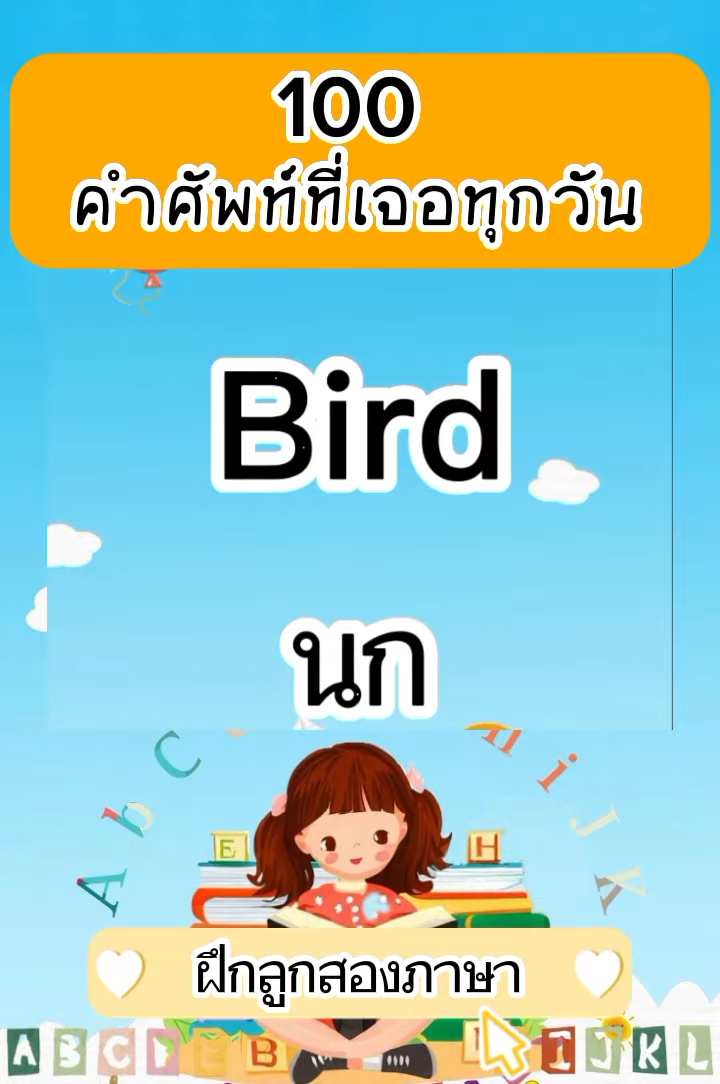 100
คำศัพท์ที่เจอทุกวัน
Bird
นก
A b C m i J K
E H
ฝึกลูกสองภาษา
A B C B I J K L